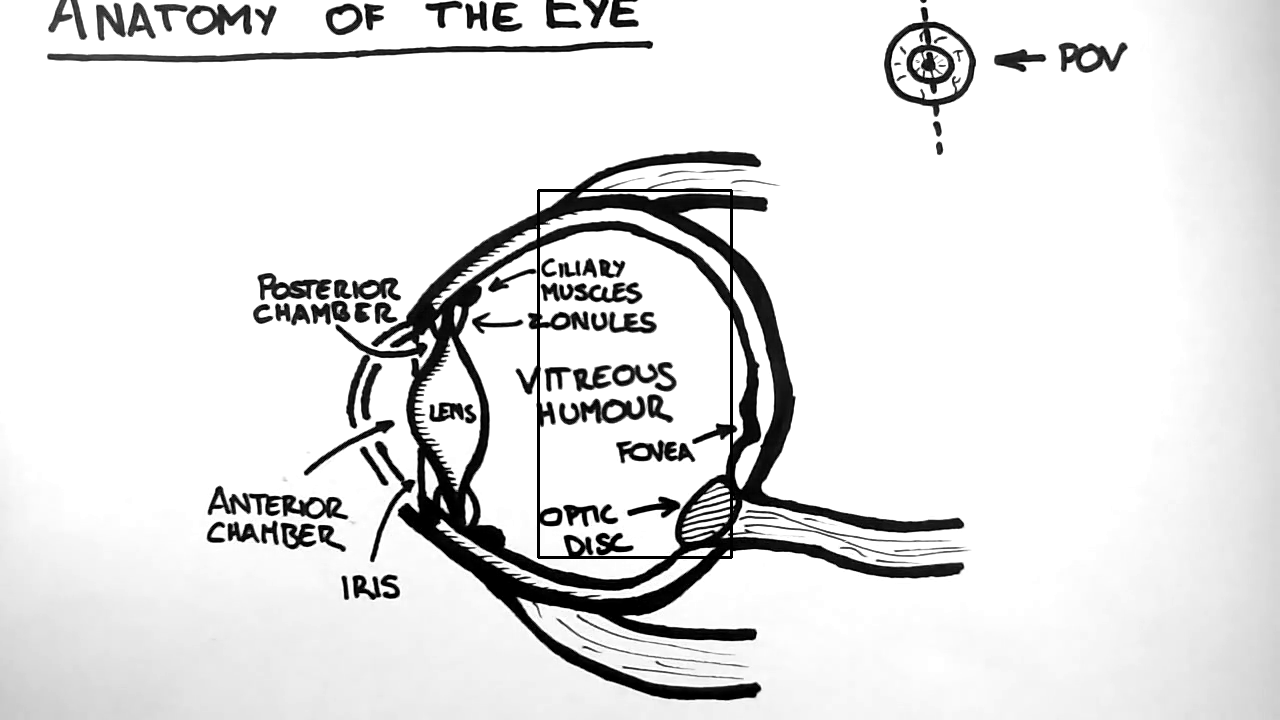 ANATOMY OF THE EYE
POV
CILIARY
MUSCLES
ZONULES
POSTERIOR
CHAMBER
VITREOUS
HUMOUR
LENS
FOVEA
ANTERIOR
CHAMBER
OPTIC
DISC
IRIS